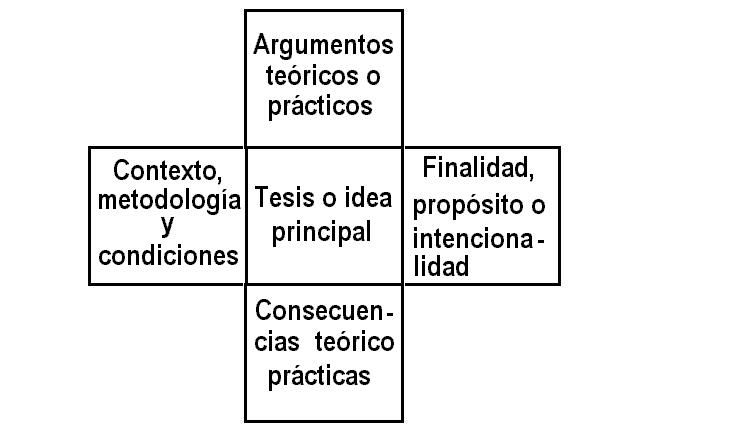 Argumentos
teóricos o
prácticos
Contexto,
metodología
y
condiciones
Tesis o idea
principal
Finalidad,
propósito o
intenciona-
lidad
Consecuen-
cias teórico
prácticas